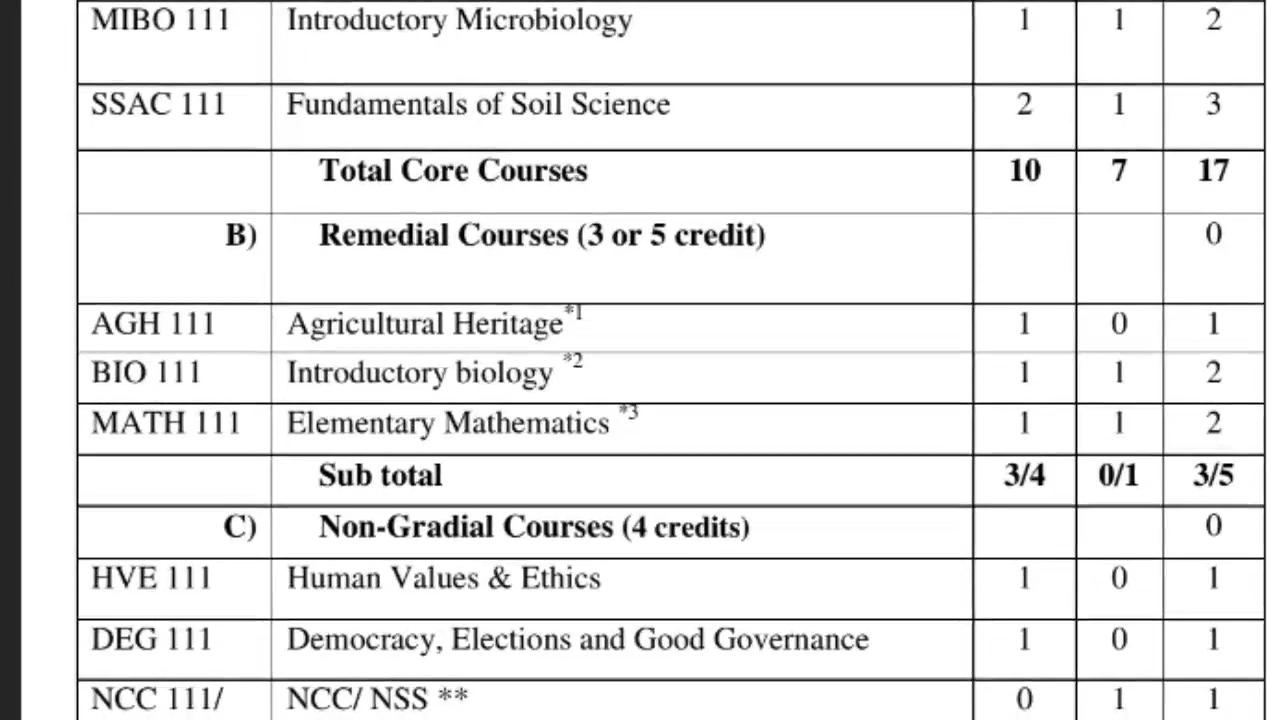 MIBO 111 Introductory Microbiology 1 1 2
SSAC 111 Fundamentals of Soil Science 2 1 3
Total Core Courses 10 7 17
B) Remedial Courses (3 or 5 credit) 0
AGH 111 Agricultural Heritage*1 1 0 1
BIO 111 Introductory biology *2 1 1 2
MATH 111 Elementary Mathematics *3 1 1 2
Sub total 3/4 0/1 3/5
C) Non-Gradial Courses (4 credits) 0
HVE 111 Human Values & Ethics 1 0 1
DEG 111 Democracy, Elections and Good Governance 1 0 1
NCC 111/ NCC/ NSS ** 0 1 1